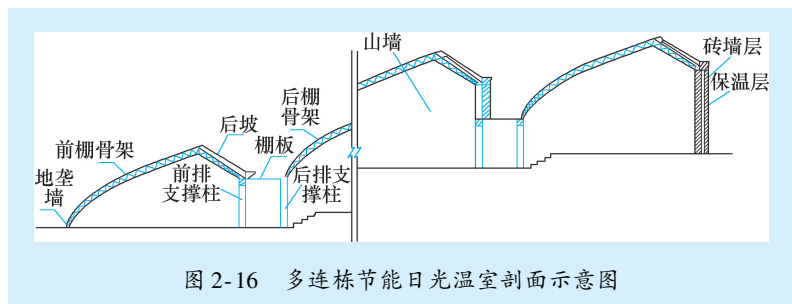 山墙
砖墙层
保温层
后棚
骨架
后坡
棚板
前棚骨架
地垄
墙
前排
支撑柱
后排支
撑柱
图 2-16 多连栋节能日光温室剖面示意图